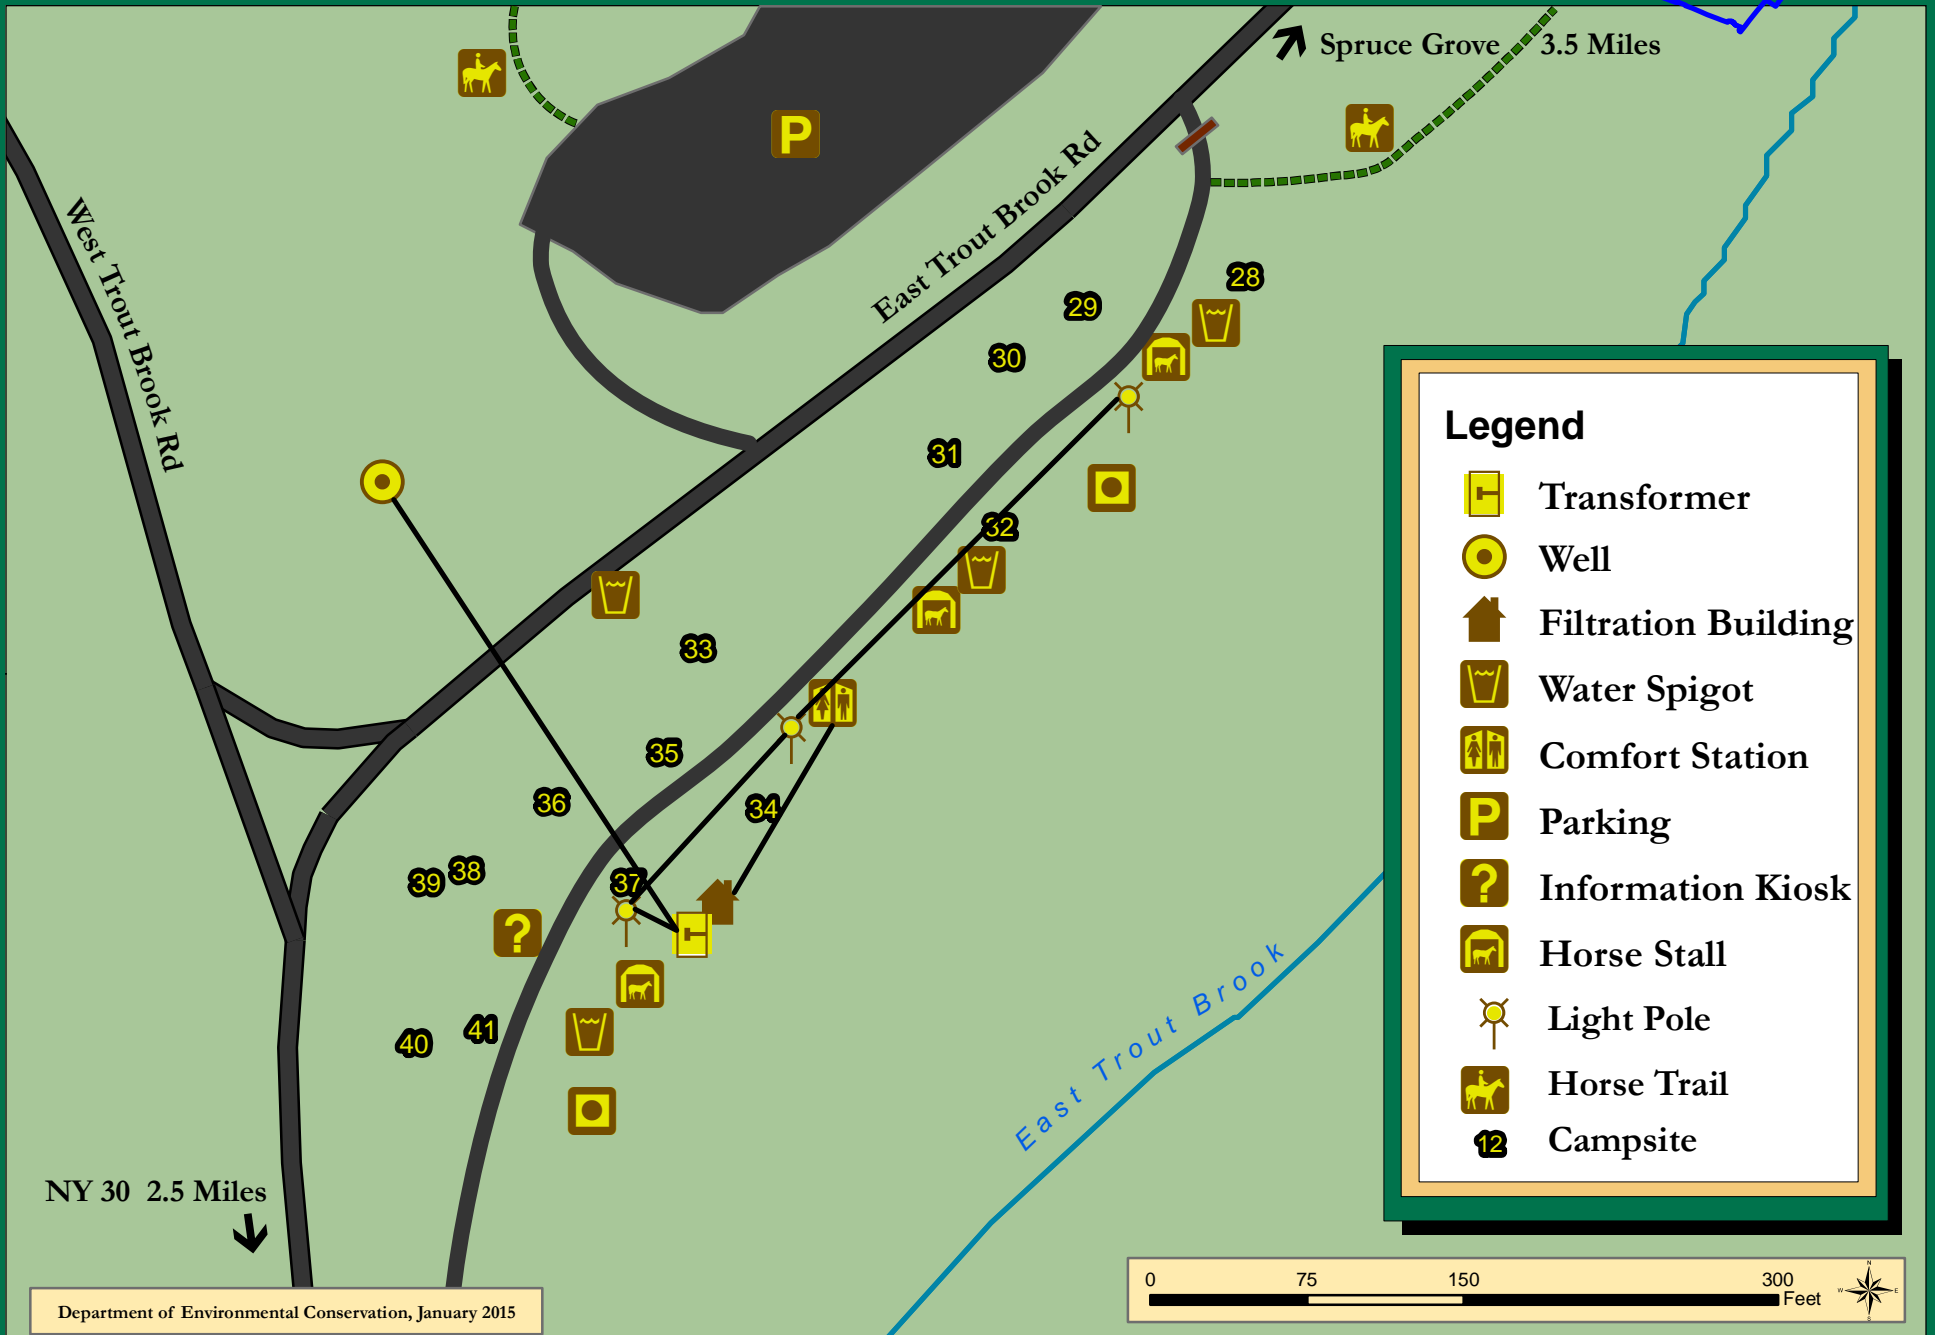 Spruce Grove 3.5 Miles
P
East Trout Brook Rd
West Trout Brook Rd
28
29
30
31
32
33
34
35
36
37
38
39
?
40
41
East Trout Brook
NY 30 2.5 Miles
Department of Environmental Conservation, January 2015
Legend
Transformer
Well
Filtration Building
Water Spigot
Comfort Station
P Parking
? Information Kiosk
Horse Stall
Light Pole
Horse Trail
12 Campsite
0 75 150 300
Feet
N
W E
S